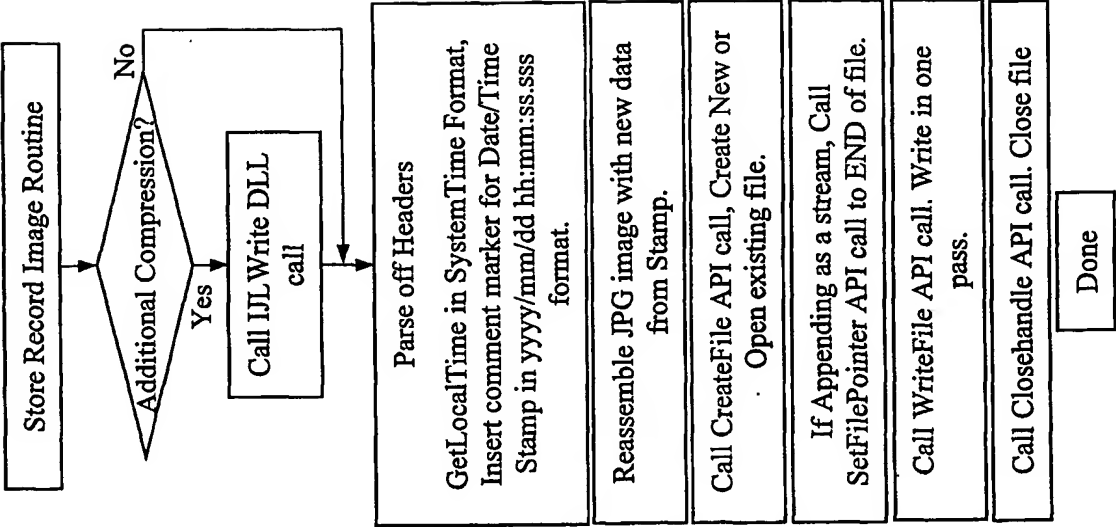 Store Record Image Routine
Additional Compression?
No
Yes
Call IJLWrite DLL
call
Parse off Headers
GetLocalTime in SystemTime Format,
Insert comment marker for Date/Time
Stamp in yyyy/mm/dd hh:mm:ss.sss
format.
Reassemble JPG image with new data
from Stamp.
Call CreateFile API call, Create New or
Open existing file.
If Appending as a stream, Call
SetFilePointer API call to END of file.
Call WriteFile API call. Write in one
pass.
Call Closehandle API call. Close file
Done